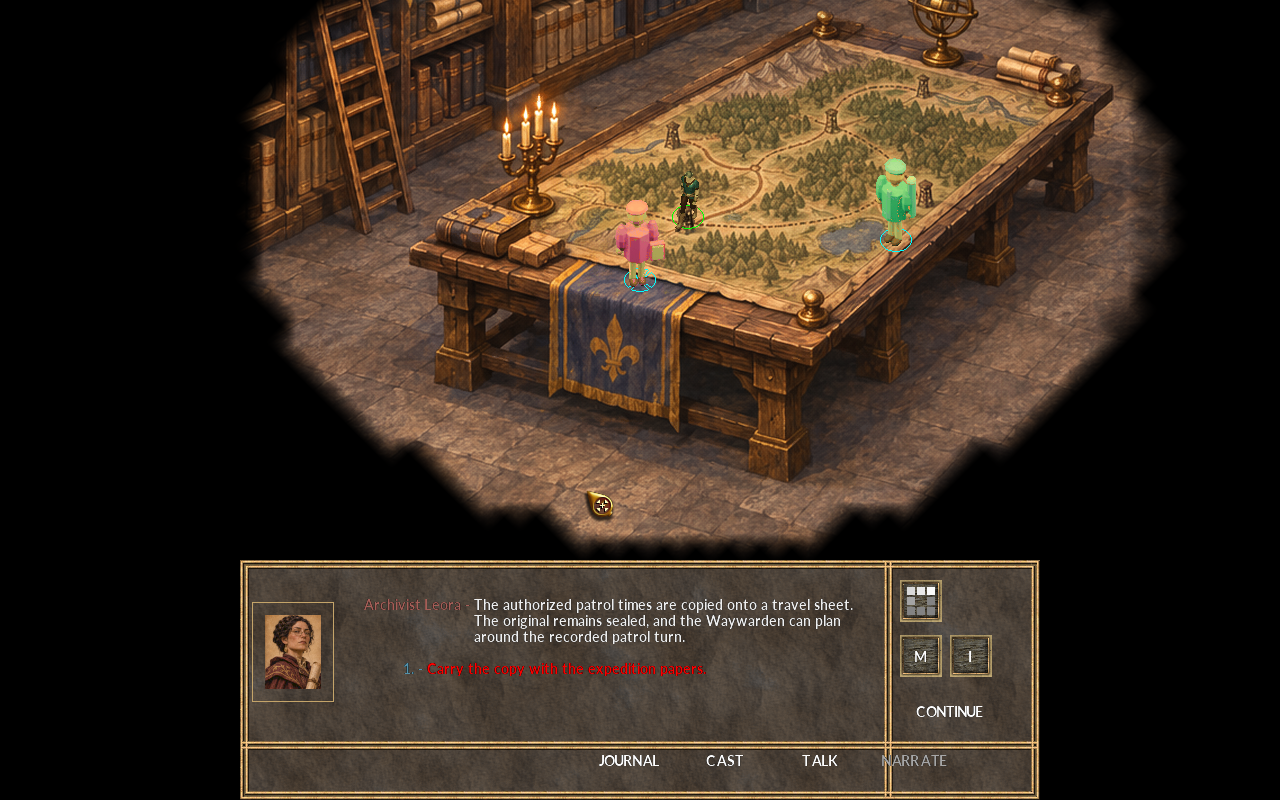 Archivist Leora - The authorized patrol times are copied onto a travel sheet.
The original remains sealed, and the Waywarden can plan
around the recorded patrol turn.
1. - Carry the copy with the expedition papers.
M I
CONTINUE
JOURNAL CAST TALK NARRATE